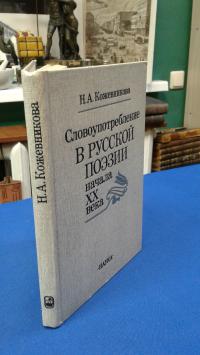 Н.А. Кожевникова
Словоупотребление
В РУССКОЙ
ПОЭЗИИ
начала
XX
века
·НАУКА·
Н.А. Кожевникова